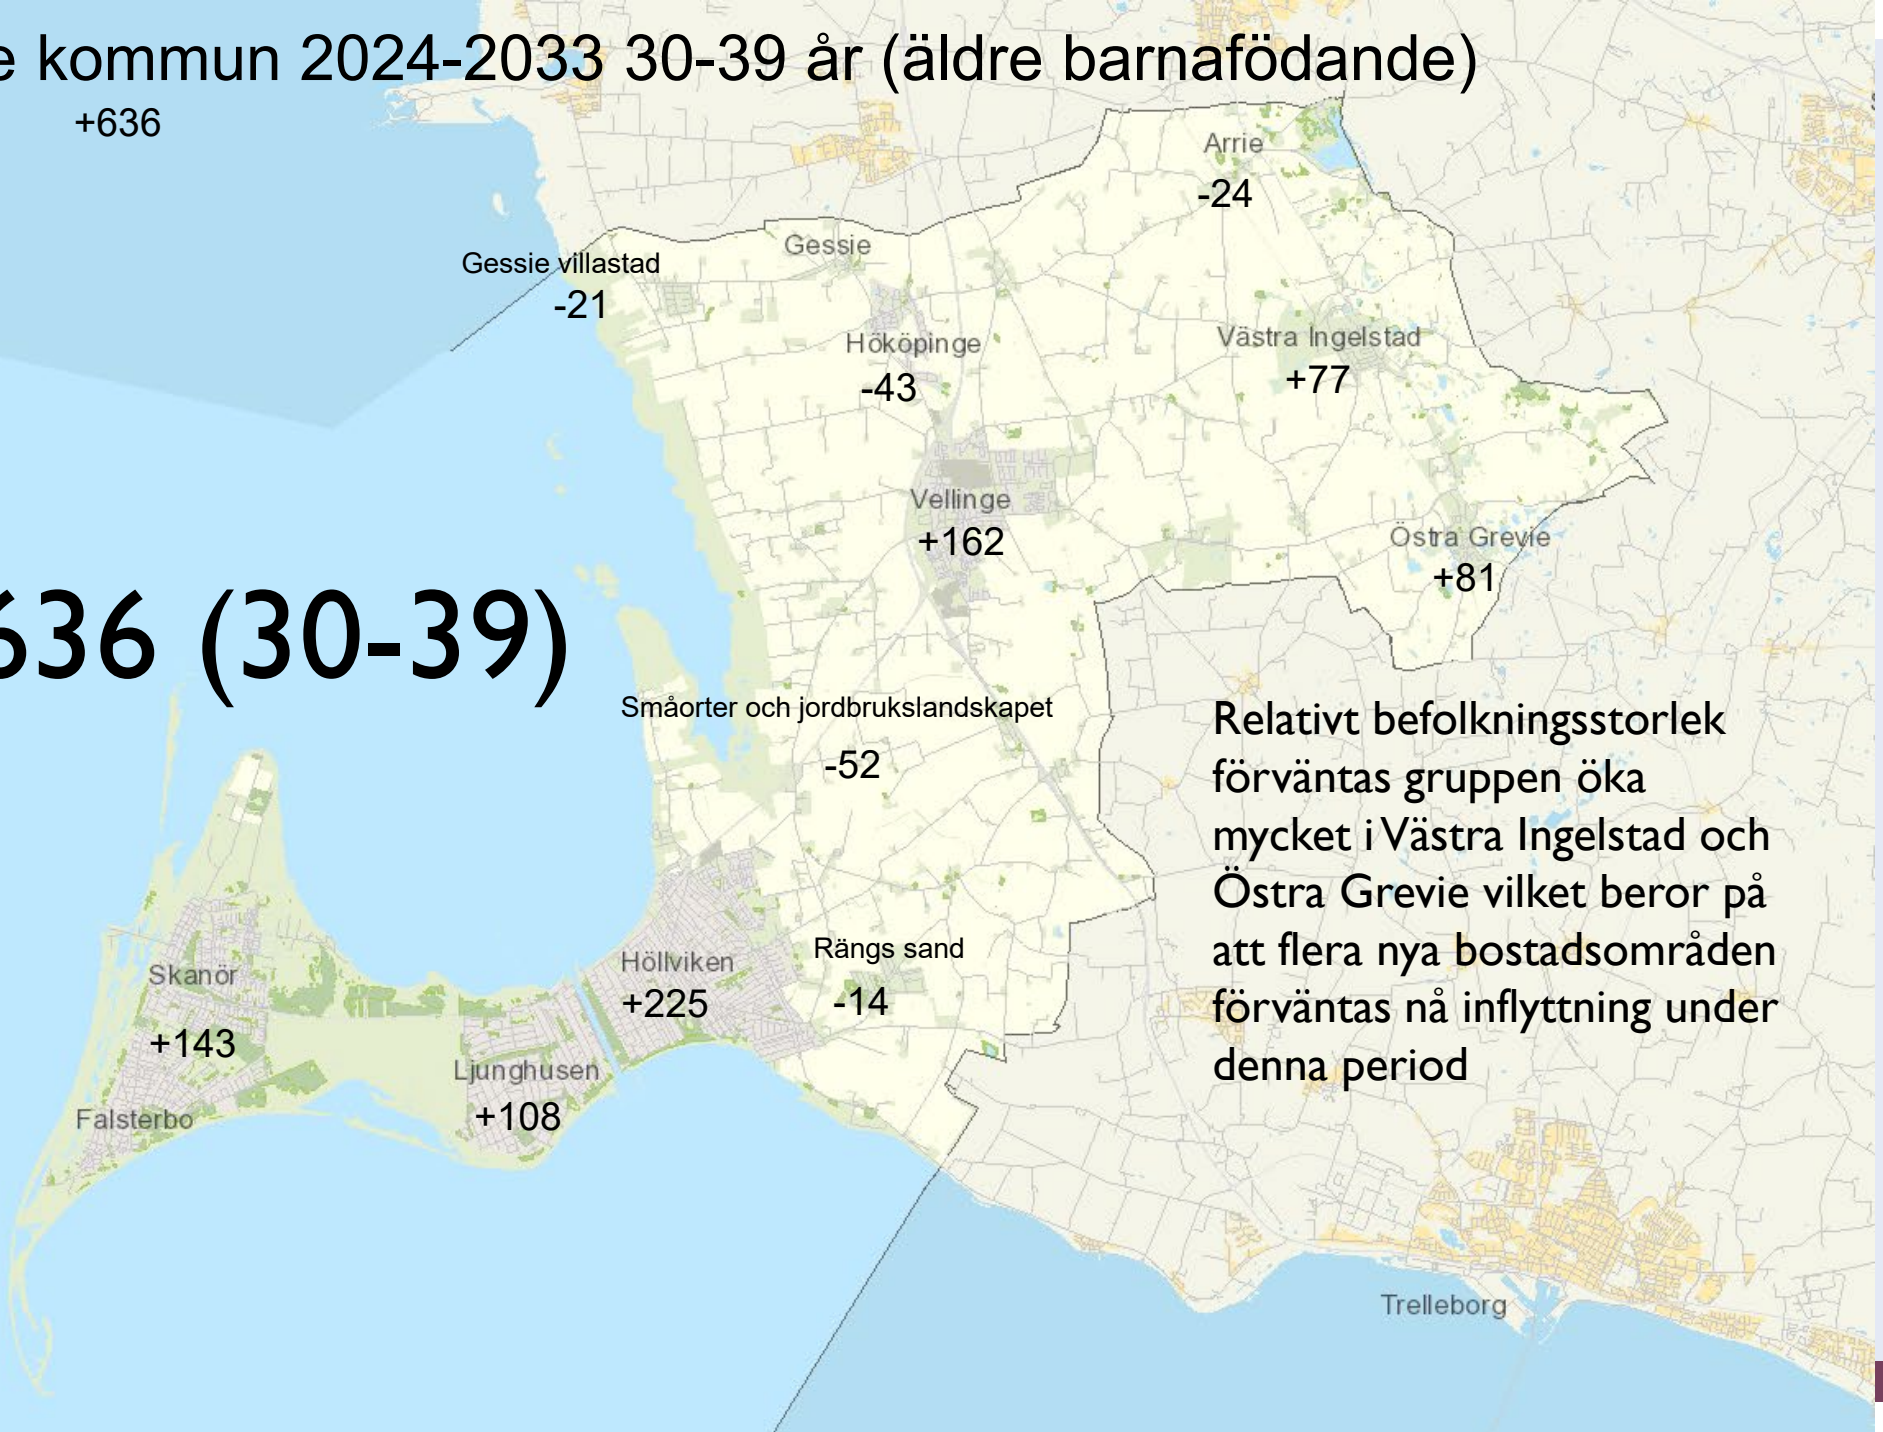 e kommun 2024-2033 30-39 år (äldre barnafödande)
+636
Arrie
-24
Gessie
Gessie villastad
-21
Hököpinge
-43
Västra Ingelstad
+77
Vellinge
+162
Östra Grevie
+81
636 (30-39)
Småorter och jordbrukslandskapet
-52
Relativt befolkningsstorlek
förväntas gruppen öka
mycket i Västra Ingelstad och
Östra Grevie vilket beror på
att flera nya bostadsområden
förväntas nå inflyttning under
denna period
Rängs sand
-14
Höllviken
+225
Skanör
+143
Ljunghusen
+108
Falsterbo
Trelleborg